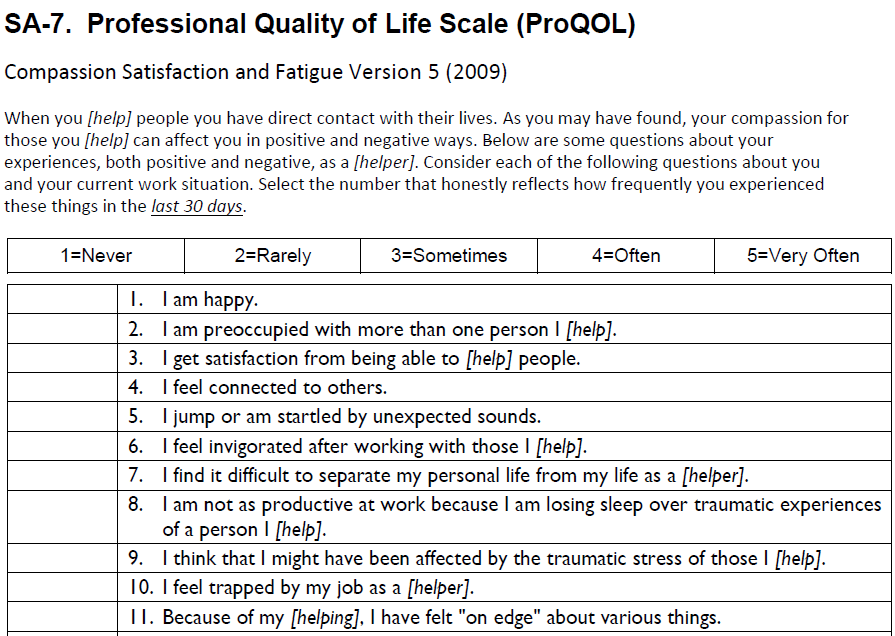 SA-7. Professional Quality of Life Scale (ProQOL)
Compassion Satisfaction and Fatigue Version 5 (2009)
When you [help] people you have direct contact with their lives. As you may have found, your compassion for
those you [help] can affect you in positive and negative ways. Below are some questions about your
experiences, both positive and negative, as a [helper]. Consider each of the following questions about you
and your current work situation. Select the number that honestly reflects how frequently you experienced
these things in the last 30 days.
1=Never 2=Rarely 3=Sometimes 4=Often 5=Very Often
1. I am happy.
2. I am preoccupied with more than one person I [help].
3. I get satisfaction from being able to [help] people.
4. I feel connected to others.
5. I jump or am startled by unexpected sounds.
6. I feel invigorated after working with those I [help].
7. I find it difficult to separate my personal life from my life as a [helper].
8. I am not as productive at work because I am losing sleep over traumatic experiences
of a person I [help].
9. I think that I might have been affected by the traumatic stress of those I [help].
10. I feel trapped by my job as a [helper].
11. Because of my [helping], I have felt "on edge" about various things.